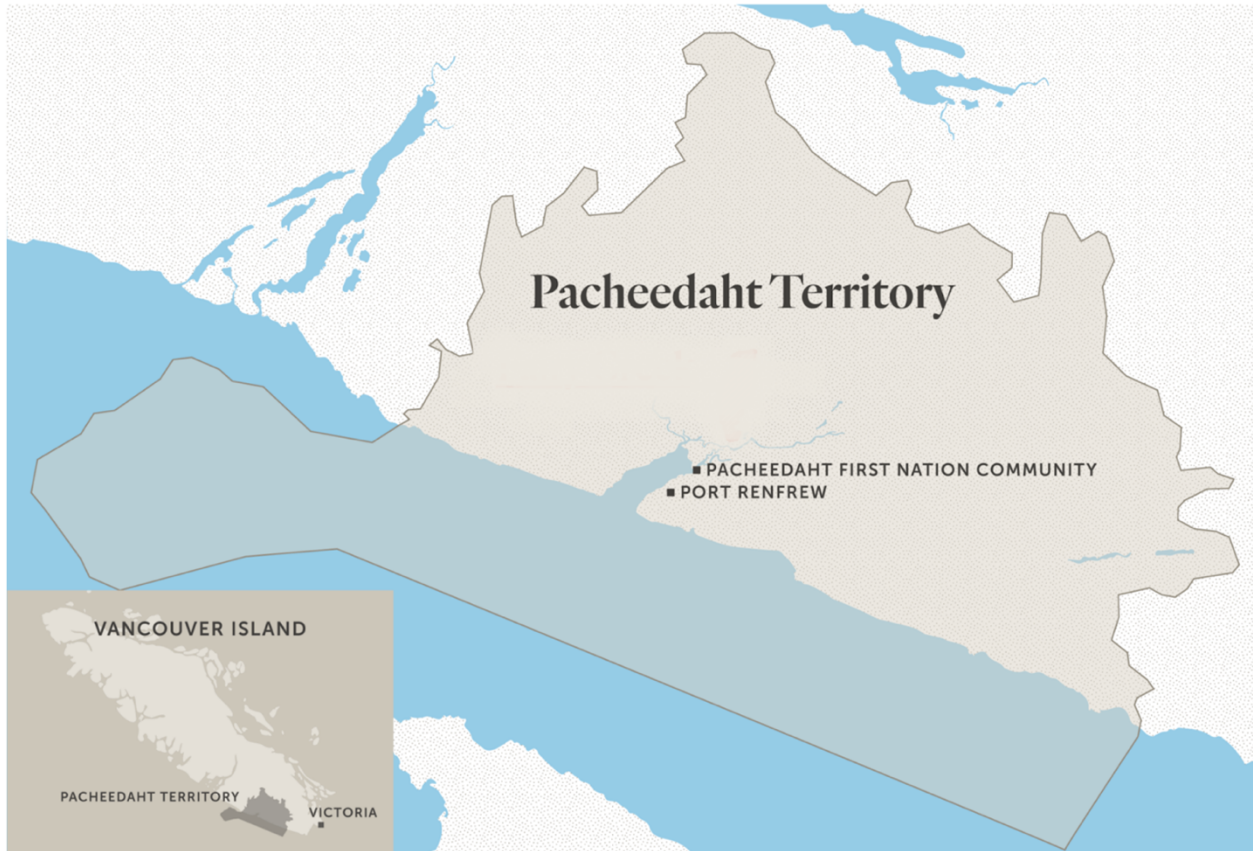 Pacheedaht Territory
PACHEEDAHT FIRST NATION COMMUNITY
PORT RENFREW
VANCOUVER ISLAND
PACHEEDAHT TERRITORY
VICTORIA